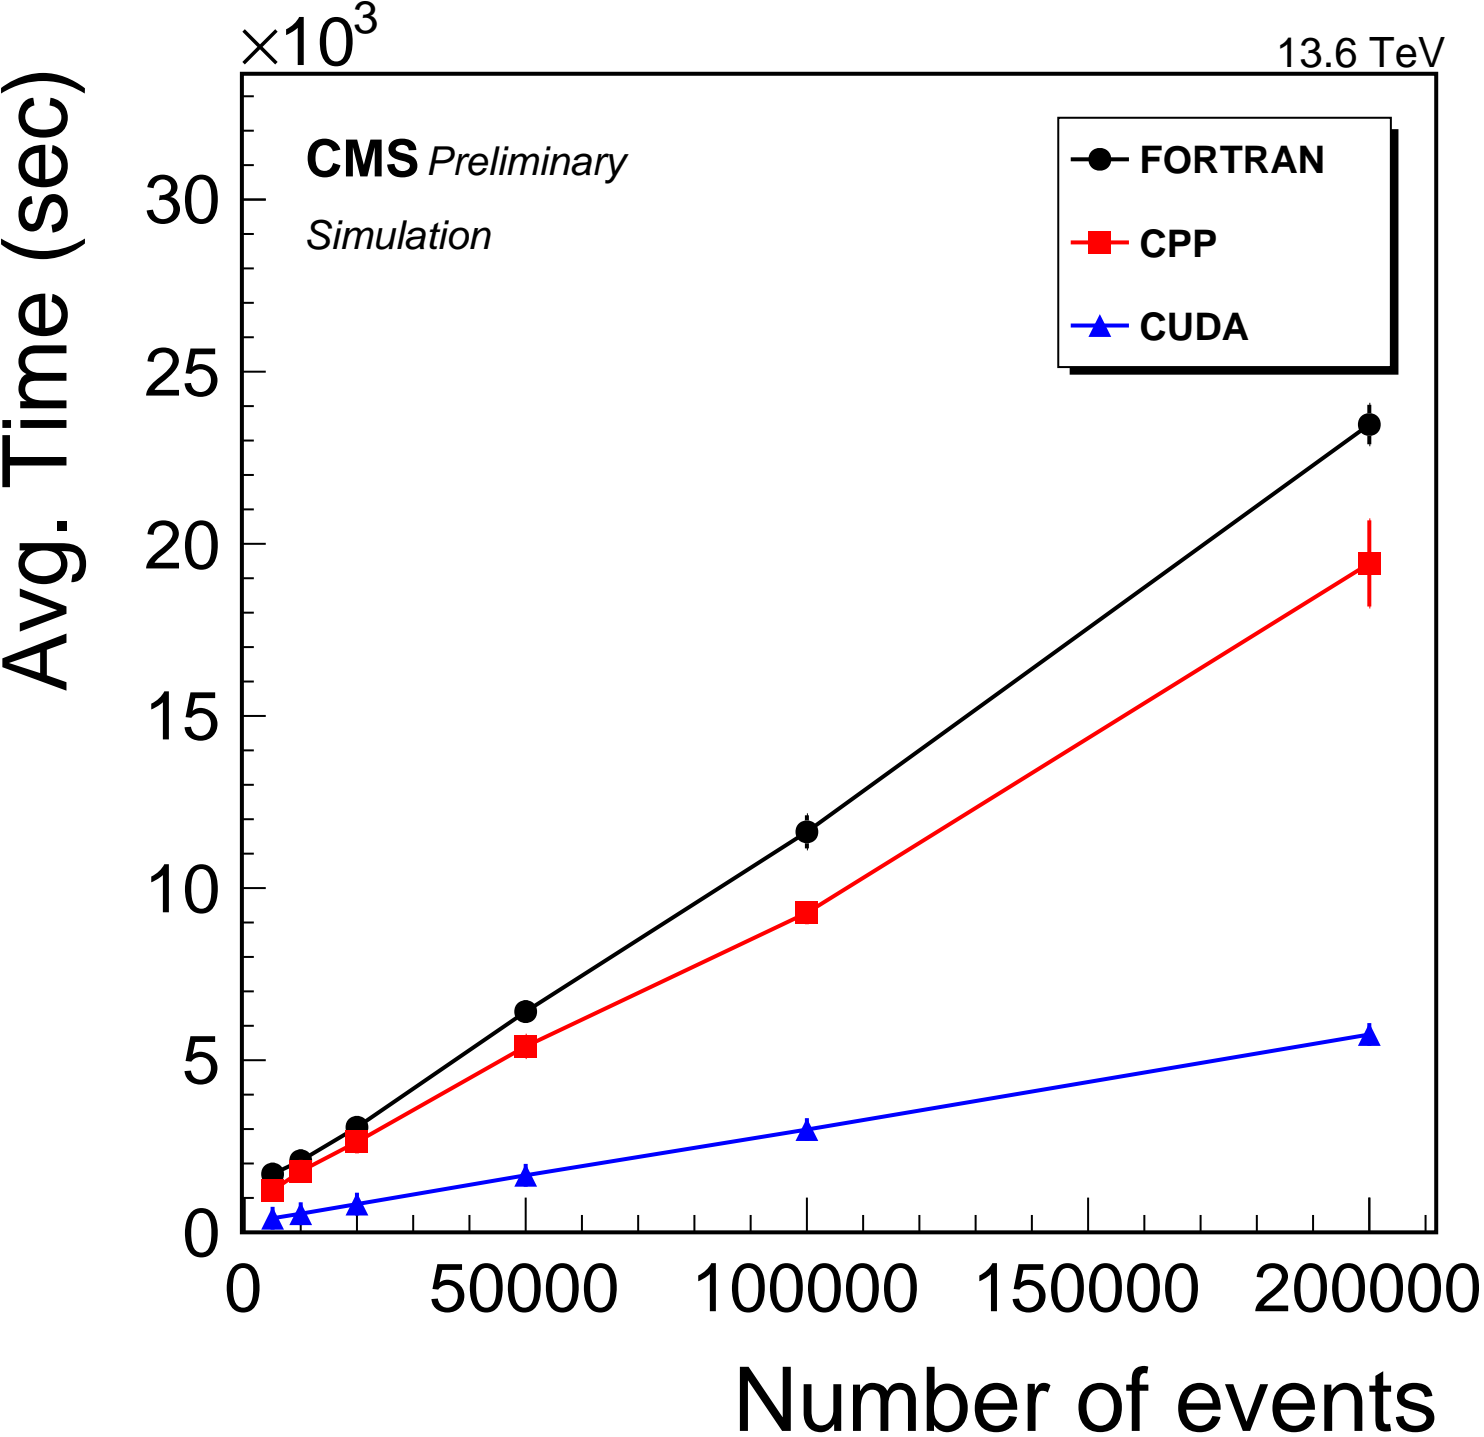 ×10³
13.6 TeV
CMS Preliminary
Simulation
FORTRAN
CPP
CUDA
Avg. Time (sec)
30
25
20
15
10
5
0
0 50000 100000 150000 200000
Number of events